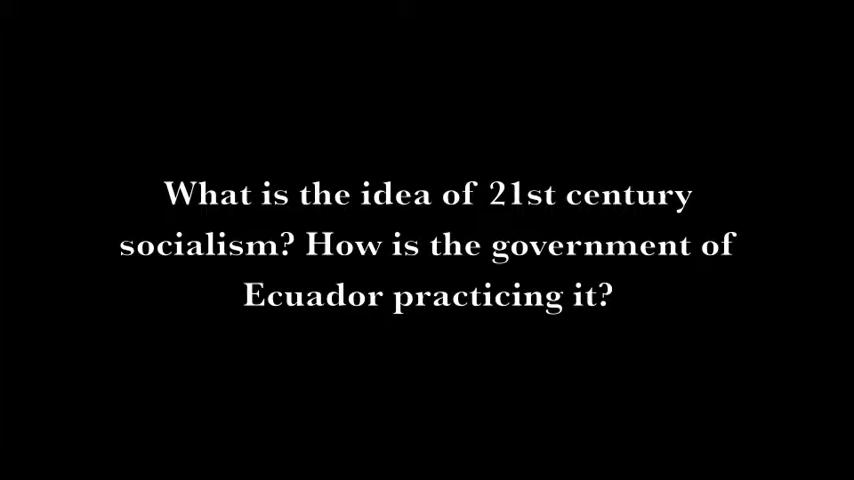 What is the idea of 21st century
socialism? How is the government of
Ecuador practicing it?